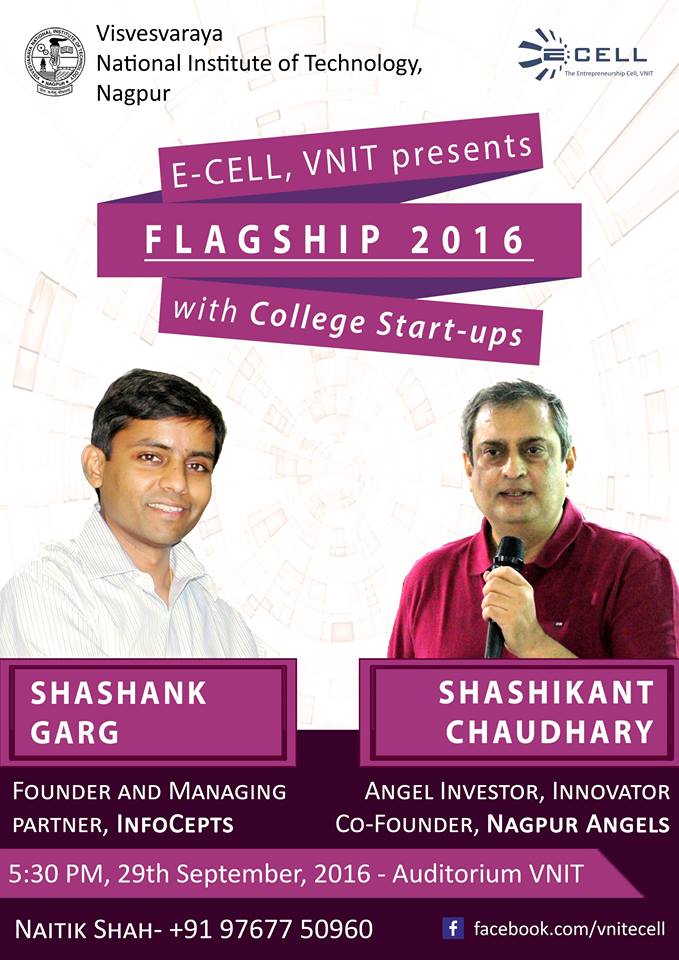 Visvesvaraya
National Institute of Technology,
Nagpur
E-CELL
The Entrepreneurship Cell, VNIT
E-CELL, VNIT presents
FLAGSHIP 2016
with College Start-ups
SHASHANK
GARG
FOUNDER AND MANAGING
PARTNER, INFOCEPTS
SHASHIKANT
CHAUDHARY
ANGEL INVESTOR, INNOVATOR
CO-FOUNDER, NAGPUR ANGELS
5:30 PM, 29th September, 2016 - Auditorium VNIT
NAITIK SHAH- +91 97677 50960
f facebook.com/vnitecell